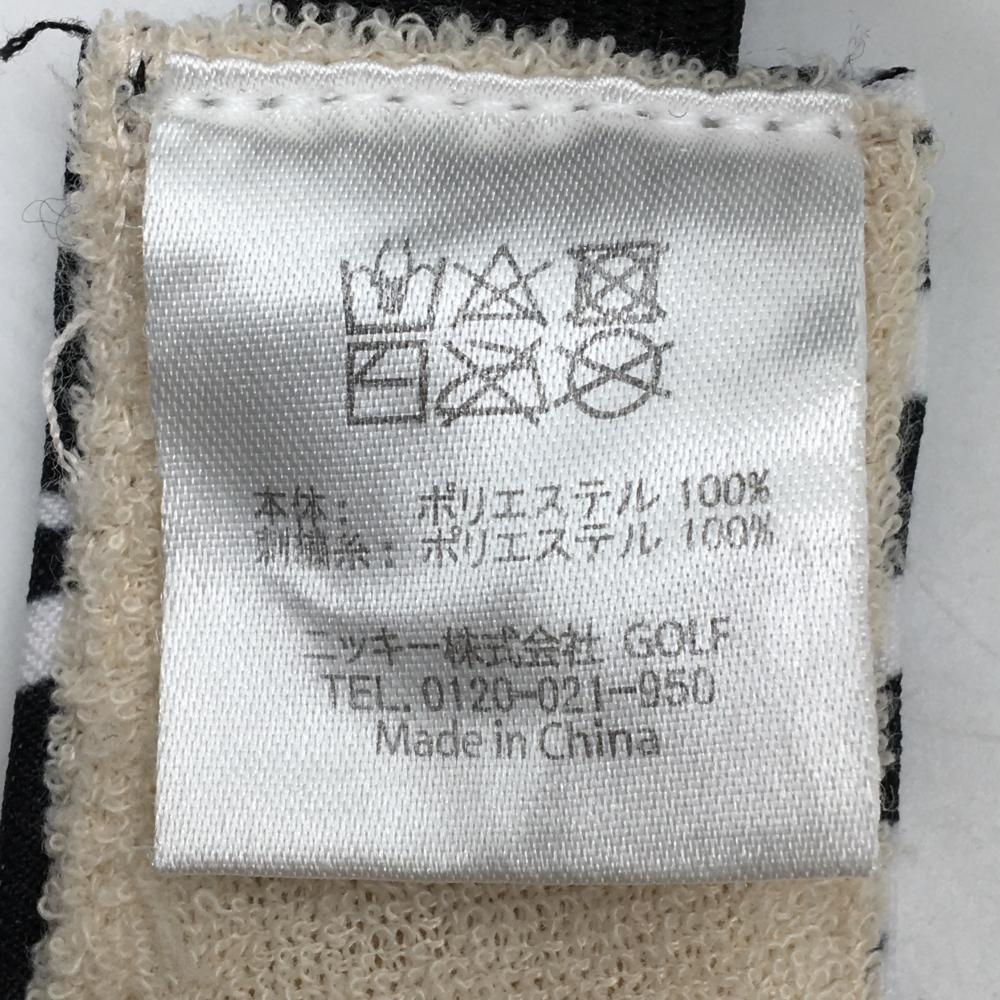 本体： ポリエステル 100%
刺繍糸：ポリエステル 100%
ニッキー株式会社 GOLF
TEL. 0120-021-950
Made in China